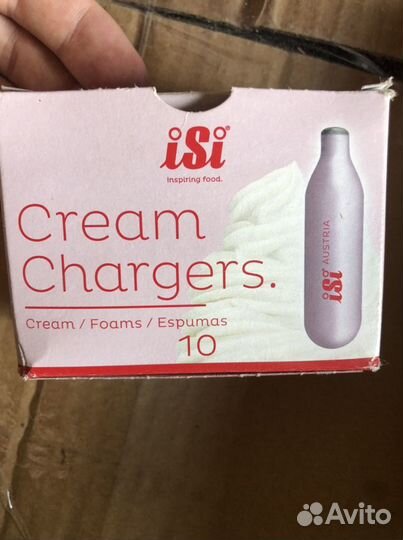 iSi®
Inspiring food.
Cream
Chargers.
Cream / Foams / Espumas
10
iSi AUSTRIA
Avito